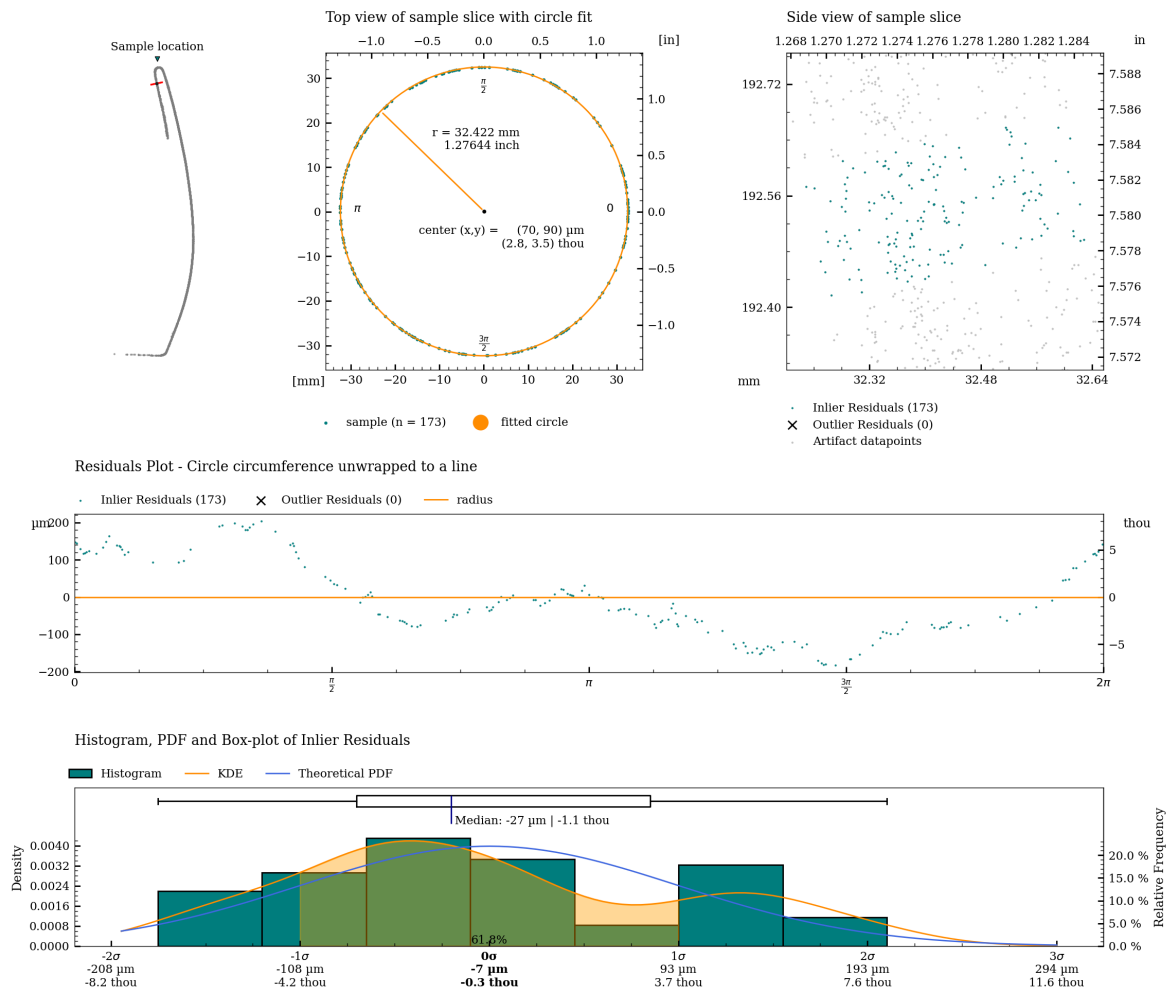 Sample location
Top view of sample slice with circle fit
−1.0 −0.5 0.0 0.5 1.0 [in]
30
20
10
0
−10
−20
−30
1.0
0.5
0.0
−0.5
−1.0
π/2
r = 32.422 mm
1.27644 inch
π
0
center (x,y) = (70, 90) µm
(2.8, 3.5) thou
3π/2
[mm] −30 −20 −10 0 10 20 30
sample (n = 173) fitted circle
Side view of sample slice
1.268 1.270 1.272 1.274 1.276 1.278 1.280 1.282 1.284 in
192.72
192.56
192.40
7.588
7.586
7.584
7.582
7.580
7.578
7.576
7.574
7.572
mm 32.32 32.48 32.64
Inlier Residuals (173)
Outlier Residuals (0)
Artifact datapoints
Residuals Plot - Circle circumference unwrapped to a line
Inlier Residuals (173) Outlier Residuals (0) radius
µm 200
100
0
−100
−200
thou
5
0
−5
0 π/2 π 3π/2 2π
Histogram, PDF and Box-plot of Inlier Residuals
Histogram KDE Theoretical PDF
Median: -27 µm | -1.1 thou
Density
0.0040
0.0032
0.0024
0.0016
0.0008
0.0000
61.8%
Relative Frequency
20.0 %
15.0 %
10.0 %
5.0 %
0.0 %
-2σ -1σ 0σ 1σ 2σ 3σ
-208 µm -108 µm -7 µm 93 µm 193 µm 294 µm
-8.2 thou -4.2 thou -0.3 thou 3.7 thou 7.6 thou 11.6 thou